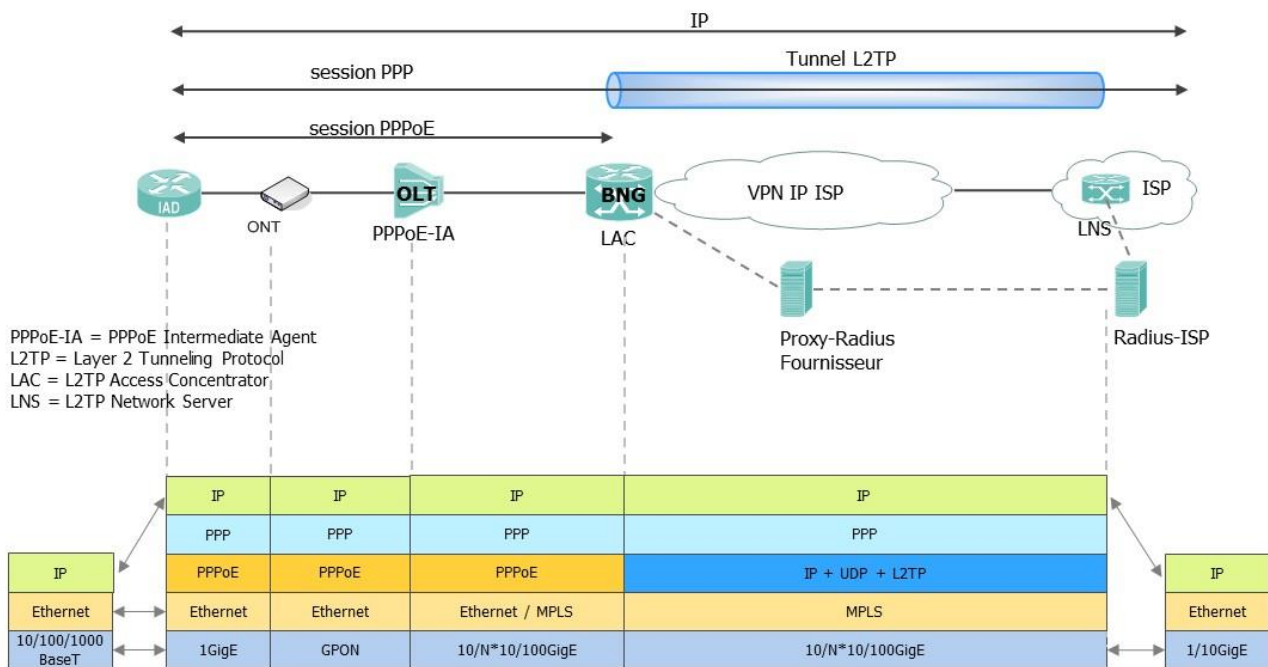 IP
session PPP
Tunnel L2TP
session PPPoE
IAD
ONT
OLT
PPPoE-IA
BNG
LAC
VPN IP ISP
ISP
LNS
PPPoE-IA = PPPoE Intermediate Agent
L2TP = Layer 2 Tunneling Protocol
LAC = L2TP Access Concentrator
LNS = L2TP Network Server
Proxy-Radius
Fournisseur
Radius-ISP
IP IP IP IP
PPP PPP PPP PPP
IP PPPoE PPPoE PPPoE IP + UDP + L2TP IP
Ethernet Ethernet Ethernet Ethernet / MPLS MPLS Ethernet
10/100/1000
BaseT 1GigE GPON 10/N*10/100GigE 10/N*10/100GigE 1/10GigE